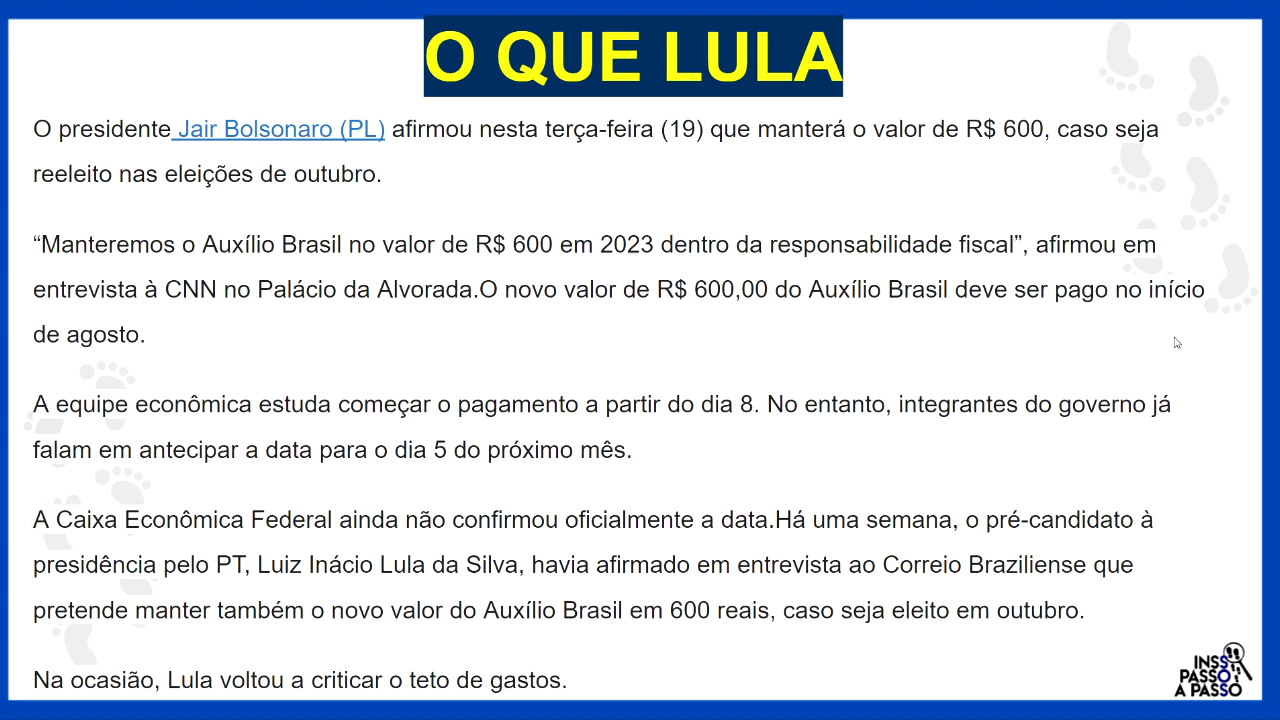 O QUE LULA
O presidente Jair Bolsonaro (PL) afirmou nesta terça-feira (19) que manterá o valor de R$ 600, caso seja
reeleito nas eleições de outubro.
“Manteremos o Auxílio Brasil no valor de R$ 600 em 2023 dentro da responsabilidade fiscal”, afirmou em
entrevista à CNN no Palácio da Alvorada.O novo valor de R$ 600,00 do Auxílio Brasil deve ser pago no início
de agosto.
A equipe econômica estuda começar o pagamento a partir do dia 8. No entanto, integrantes do governo já
falam em antecipar a data para o dia 5 do próximo mês.
A Caixa Econômica Federal ainda não confirmou oficialmente a data.Há uma semana, o pré-candidato à
presidência pelo PT, Luiz Inácio Lula da Silva, havia afirmado em entrevista ao Correio Braziliense que
pretende manter também o novo valor do Auxílio Brasil em 600 reais, caso seja eleito em outubro.
Na ocasião, Lula voltou a criticar o teto de gastos.
INSS
PASSO
A PASSO